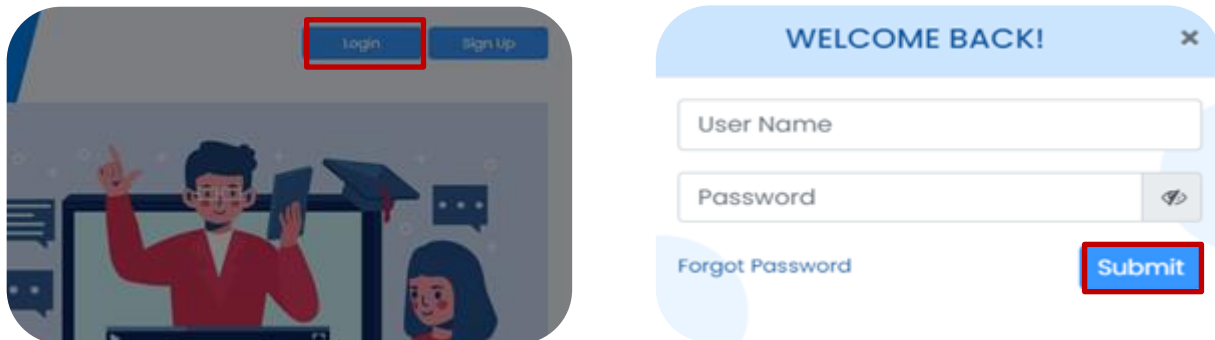 Login
Sign Up
WELCOME BACK!
×
User Name
Password
Forgot Password
Submit